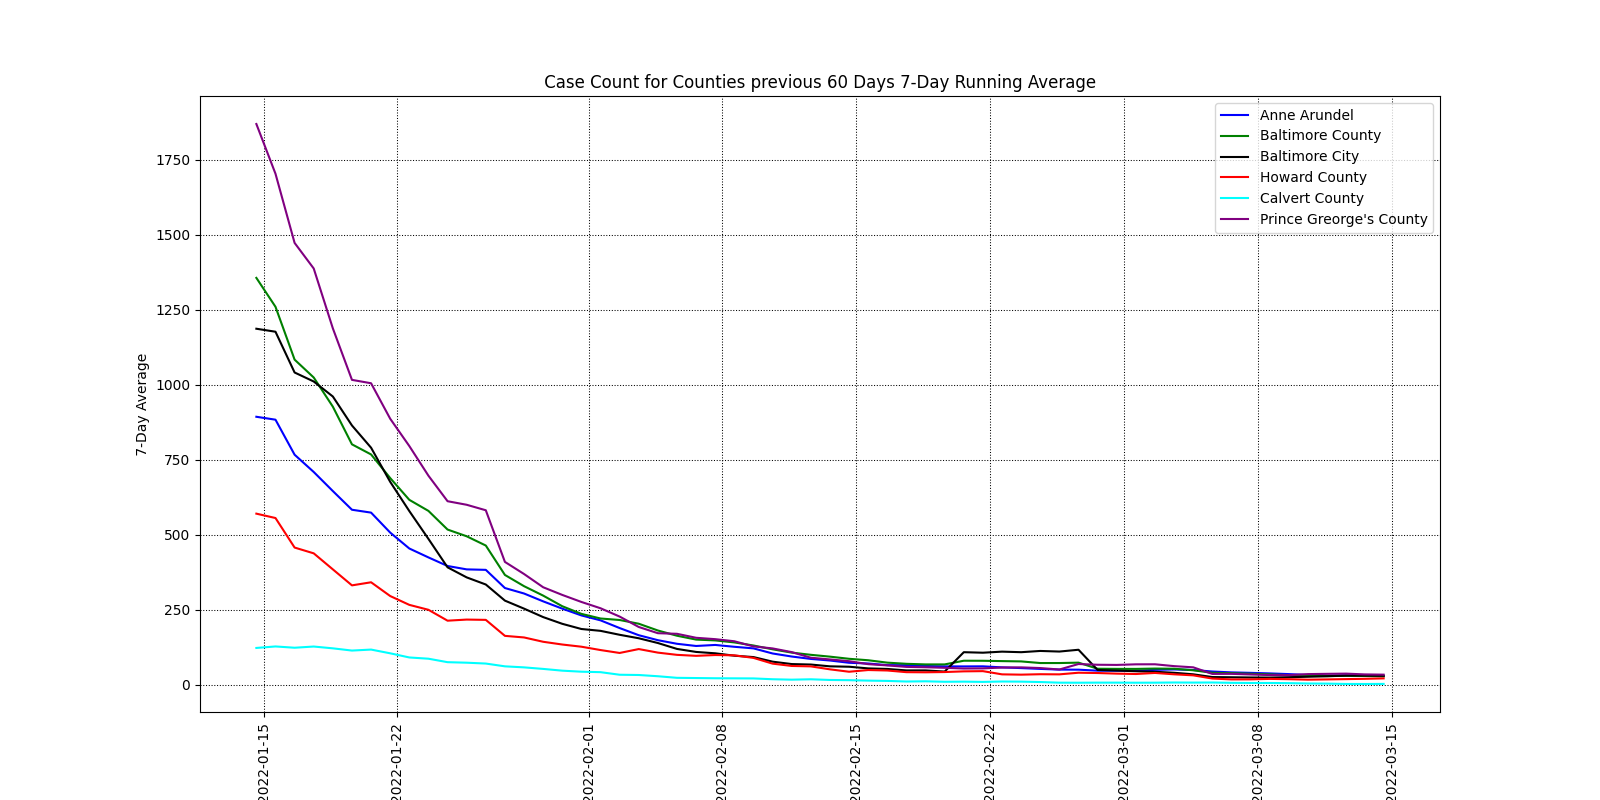 Case Count for Counties previous 60 Days 7-Day Running Average
Anne Arundel
Baltimore County
Baltimore City
Howard County
Calvert County
Prince Greorge's County
7-Day Average
1750
1500
1250
1000
750
500
250
0
2022-01-15
2022-01-22
2022-02-01
2022-02-08
2022-02-15
2022-02-22
2022-03-01
2022-03-08
2022-03-15